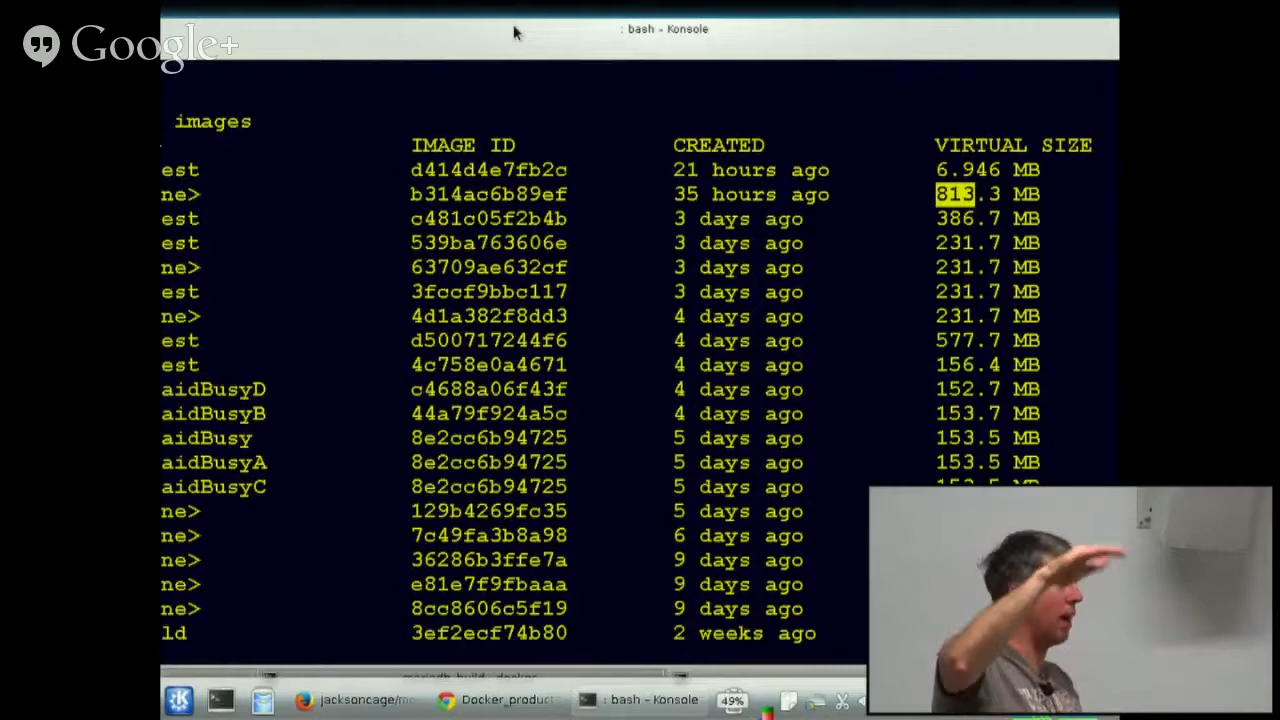 Google+
: bash - Konsole
images
IMAGE ID CREATED VIRTUAL SIZE
est d414d4e7fb2c 21 hours ago 6.946 MB
ne> b314ac6b89ef 35 hours ago 813.3 MB
est c481c05f2b4b 3 days ago 386.7 MB
est 539ba763606e 3 days ago 231.7 MB
ne> 63709ae632cf 3 days ago 231.7 MB
est 3fccf9bbc117 3 days ago 231.7 MB
ne> 4d1a382f8dd3 4 days ago 231.7 MB
est d500717244f6 4 days ago 577.7 MB
est 4c758e0a4671 4 days ago 156.4 MB
aidBusyD c4688a06f43f 4 days ago 152.7 MB
aidBusyB 44a79f924a5c 4 days ago 153.7 MB
aidBusy 8e2cc6b94725 5 days ago 153.5 MB
aidBusyA 8e2cc6b94725 5 days ago 153.5 MB
aidBusyC 8e2cc6b94725 5 days ago 153.5 MB
ne> 129b4269fc35 5 days ago
ne> 7c49fa3b8a98 6 days ago
ne> 36286b3ffe7a 9 days ago
ne> e81e7f9fbaaa 9 days ago
ne> 8cc8606c5f19 9 days ago
ld 3ef2ecf74b80 2 weeks ago
jacksoncage/m Docker_product : bash - Konsole 49%